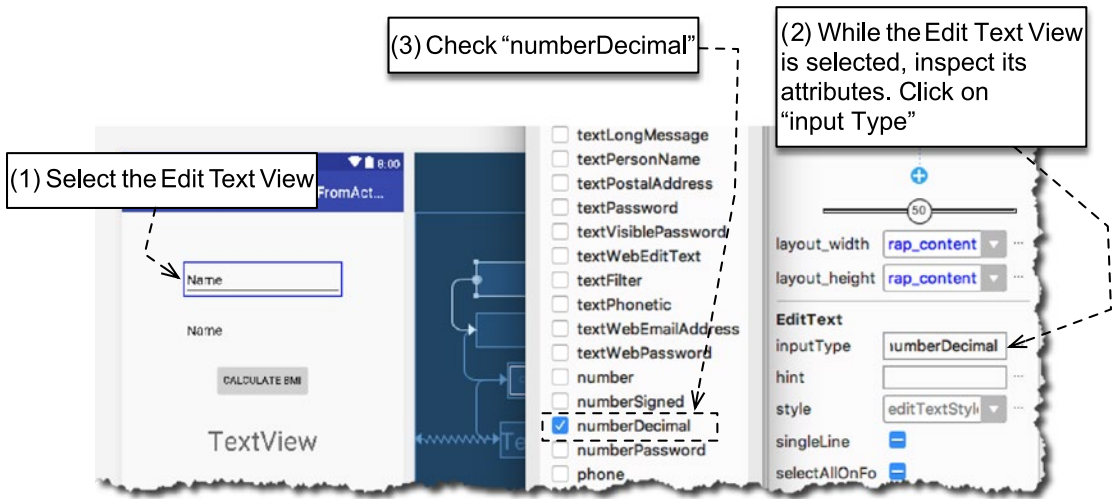 (3) Check “numberDecimal”
(2) While the Edit Text View
is selected, inspect its
attributes. Click on
“input Type”
(1) Select the Edit Text View
8:00
FromAct...
Name
Name
CALCULATE BMI
TextView
Te
textLongMessage
textPersonName
textPostalAddress
textPassword
textVisiblePassword
textWebEditText
textFilter
textPhonetic
textWebEmailAddress
textWebPassword
number
numberSigned
numberDecimal
numberPassword
phone
50
layout_width rap_content ...
layout_height rap_content ...
EditText
inputType umberDecimal
hint ...
style editTextStyl ...
singleLine
selectAllOnFo